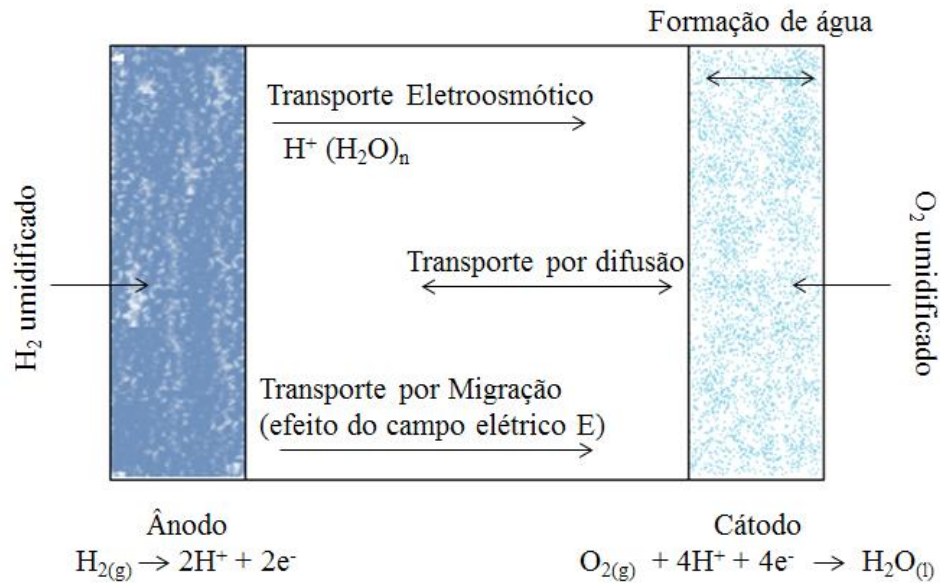 Formação de água
Transporte Eletroosmótico
H⁺ (H₂O)ₙ
H₂ umidificado
Transporte por difusão
O₂ umidificado
Transporte por Migração
(efeito do campo elétrico E)
Ânodo
H₂₍g₎ → 2H⁺ + 2e⁻
Cátodo
O₂₍g₎ + 4H⁺ + 4e⁻ → H₂O₍l₎